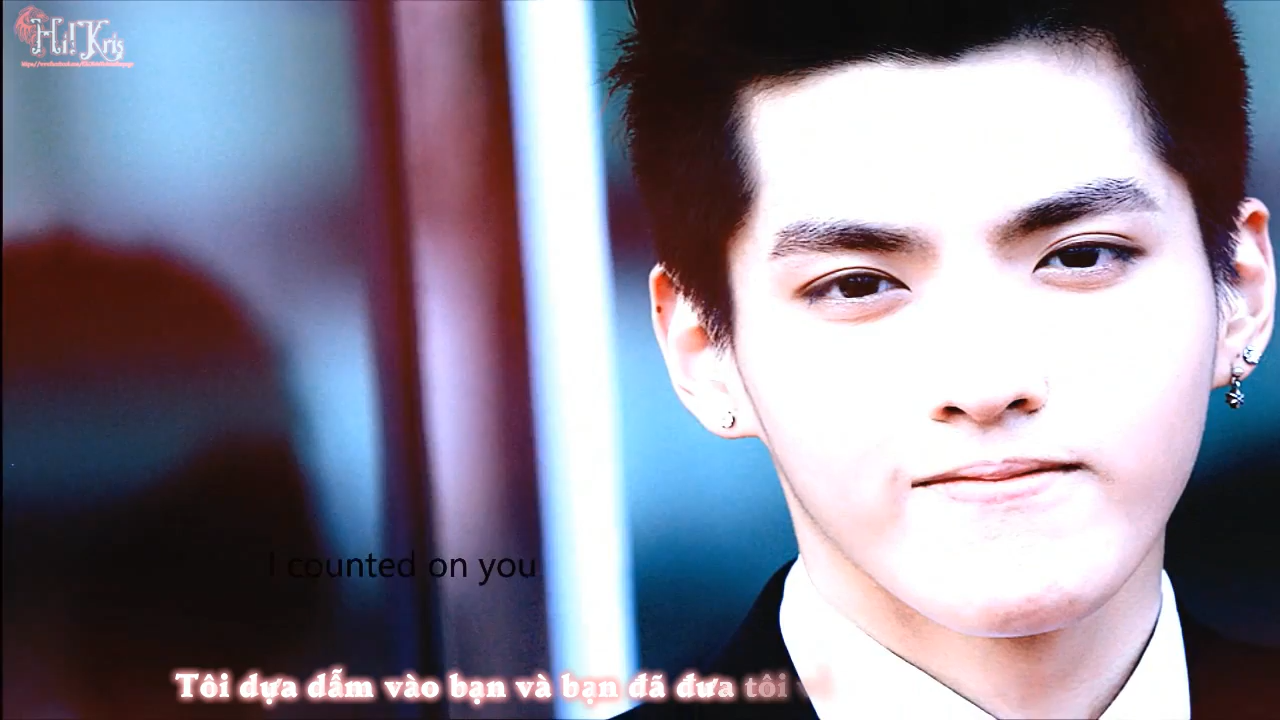 Hi! Kris
I counted on you
Tôi dựa dẫm vào bạn và bạn đã đưa tôi